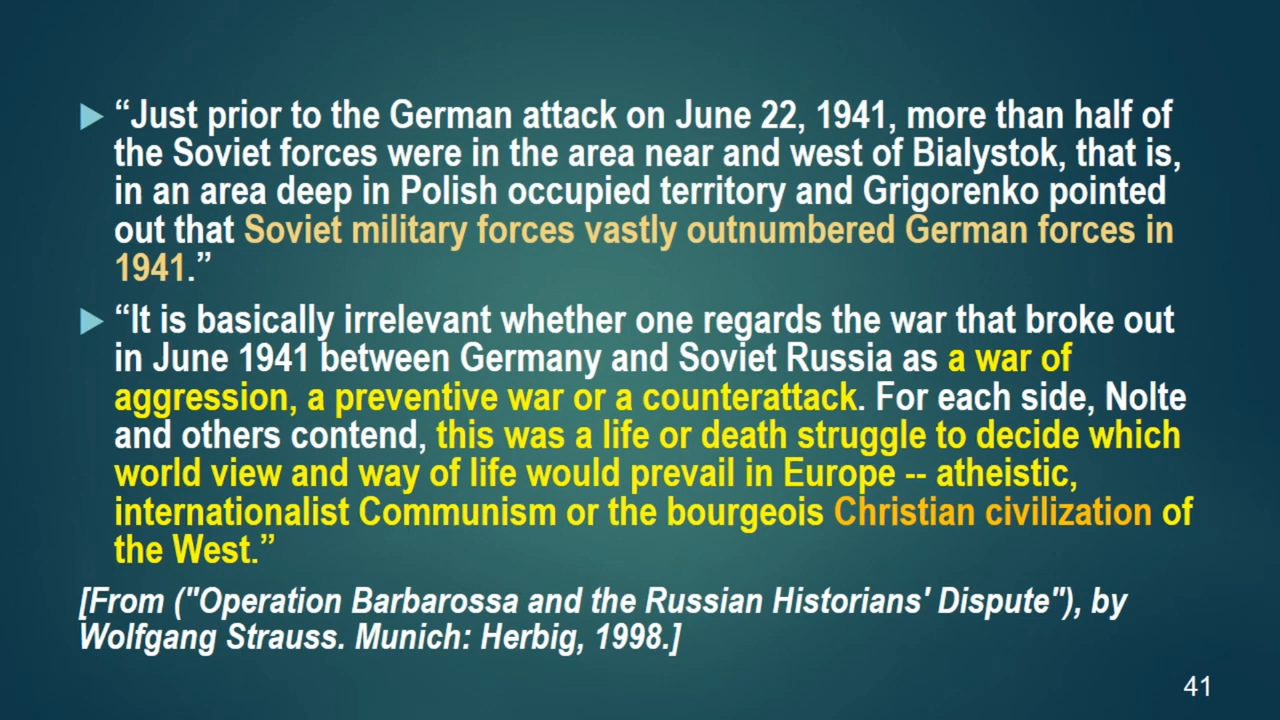 “Just prior to the German attack on June 22, 1941, more than half of
the Soviet forces were in the area near and west of Bialystok, that is,
in an area deep in Polish occupied territory and Grigorenko pointed
out that Soviet military forces vastly outnumbered German forces in
1941.”
“It is basically irrelevant whether one regards the war that broke out
in June 1941 between Germany and Soviet Russia as a war of
aggression, a preventive war or a counterattack. For each side, Nolte
and others contend, this was a life or death struggle to decide which
world view and way of life would prevail in Europe -- atheistic,
internationalist Communism or the bourgeois Christian civilization of
the West.”
[From ("Operation Barbarossa and the Russian Historians' Dispute"), by
Wolfgang Strauss. Munich: Herbig, 1998.]
41